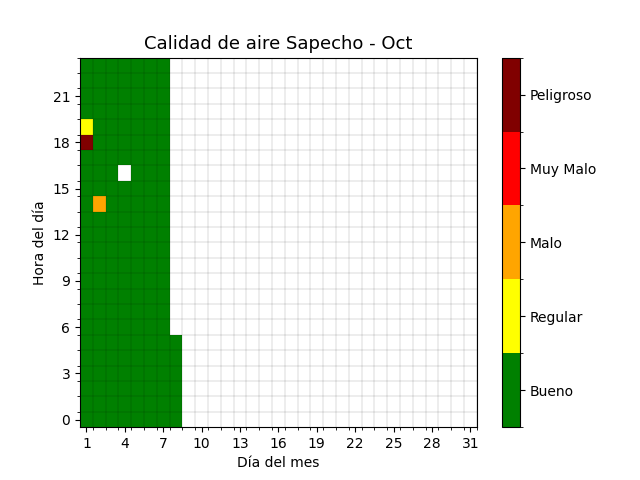 Calidad de aire Sapecho - Oct
Hora del día
21
18
15
12
9
6
3
0
1 4 7 10 13 16 19 22 25 28 31
Día del mes
Peligroso
Muy Malo
Malo
Regular
Bueno